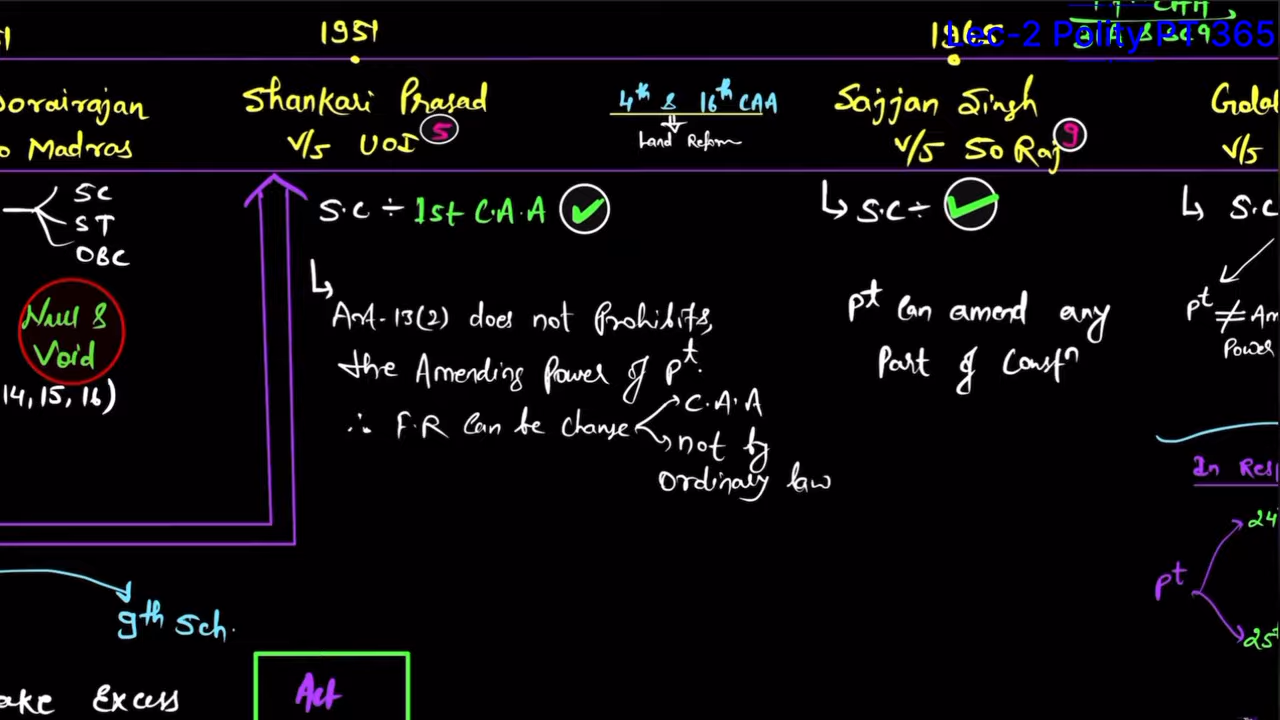 1951
1965
Lec-2 Polity PT 365
Dorairajan
Madras
Shankari Prasad
V/s UOI 5
4th & 16th CAA
Land Reform
Sajjan Singh
V/s SO Raj 9
V/s
SC
ST
OBC
Null &
Void
14, 15, 16)
S.C ÷ 1st C.A.A
Art-13(2) does not Prohibits,
the Amending Power of Pt.
∴ F.R Can be change
C.A.A
not by
Ordinary law
S.C ÷
Pt Can amend any
Part of Constn
S.C
Pt ≠ Am
Power
In Resp
Pt
24
25
9th Sch.
Excess
Act